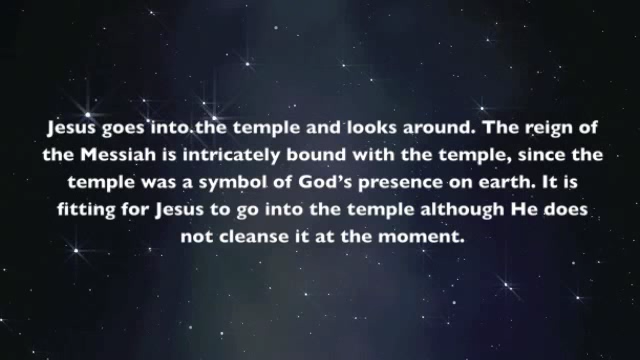 Jesus goes into the temple and looks around. The reign of
the Messiah is intricately bound with the temple, since the
temple was a symbol of God’s presence on earth. It is
fitting for Jesus to go into the temple although He does
not cleanse it at the moment.